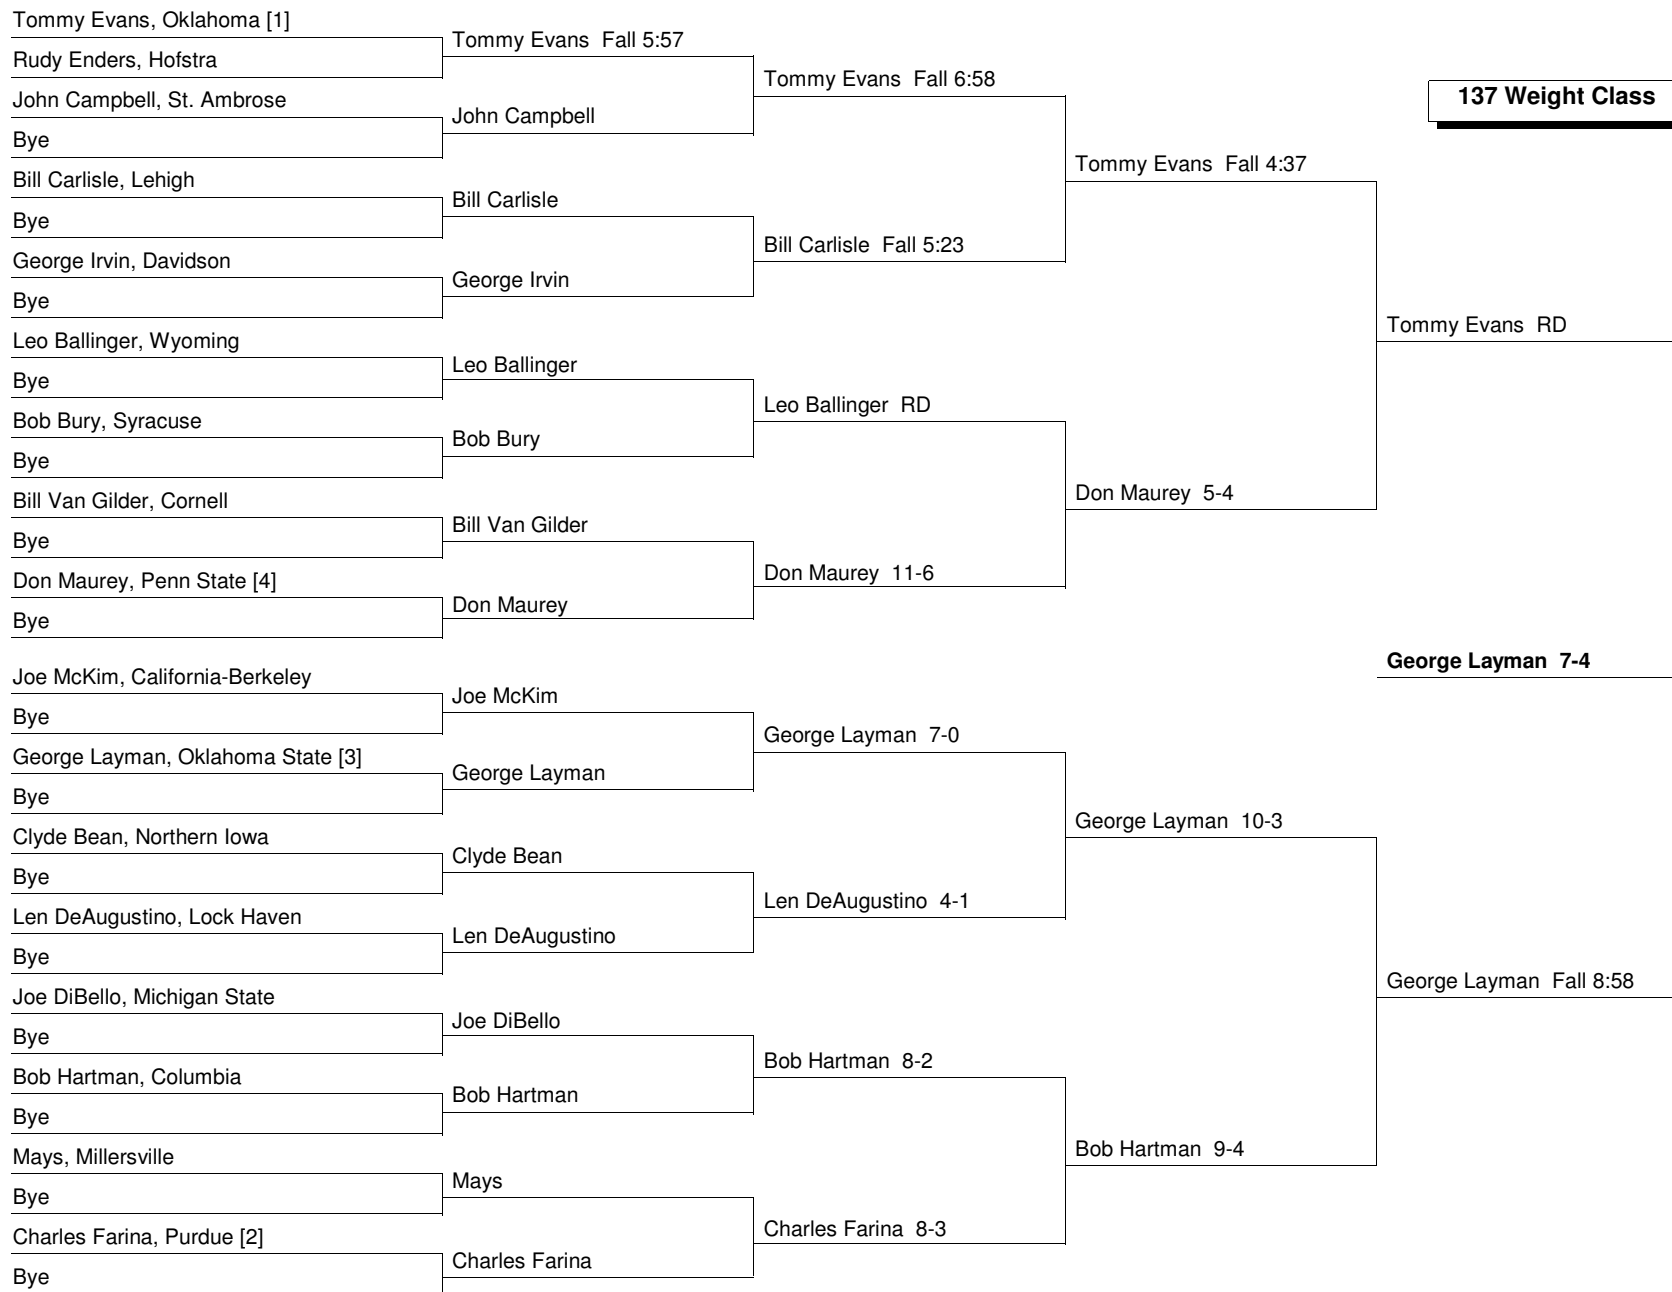 Tommy Evans, Oklahoma [1]
Rudy Enders, Hofstra
John Campbell, St. Ambrose
Bye
Bill Carlisle, Lehigh
Bye
George Irvin, Davidson
Bye
Leo Ballinger, Wyoming
Bye
Bob Bury, Syracuse
Bye
Bill Van Gilder, Cornell
Bye
Don Maurey, Penn State [4]
Bye
Joe McKim, California-Berkeley
Bye
George Layman, Oklahoma State [3]
Bye
Clyde Bean, Northern Iowa
Bye
Len DeAugustino, Lock Haven
Bye
Joe DiBello, Michigan State
Bye
Bob Hartman, Columbia
Bye
Mays, Millersville
Bye
Charles Farina, Purdue [2]
Bye
Tommy Evans Fall 5:57
John Campbell
Bill Carlisle
George Irvin
Leo Ballinger
Bob Bury
Bill Van Gilder
Don Maurey
Joe McKim
George Layman
Clyde Bean
Len DeAugustino
Joe DiBello
Bob Hartman
Mays
Charles Farina
Tommy Evans Fall 6:58
Bill Carlisle Fall 5:23
Leo Ballinger RD
Don Maurey 11-6
George Layman 7-0
Len DeAugustino 4-1
Bob Hartman 8-2
Charles Farina 8-3
Tommy Evans Fall 4:37
Don Maurey 5-4
George Layman 10-3
Bob Hartman 9-4
137 Weight Class
Tommy Evans RD
George Layman 7-4
George Layman Fall 8:58